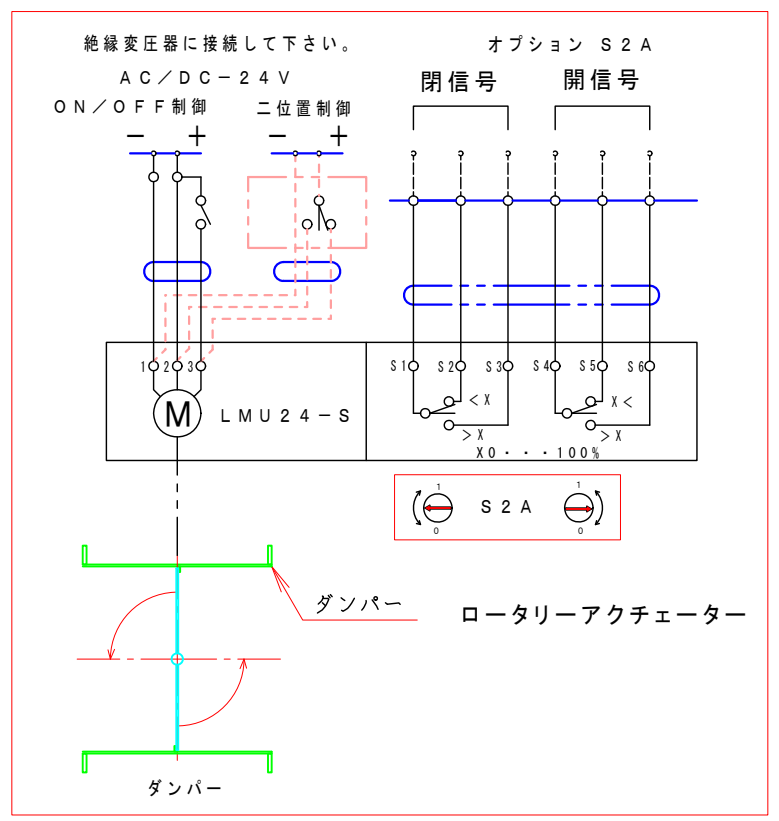 絶縁変圧器に接続して下さい。
オプション S2A
AC/DC-24V
閉信号
開信号
ON/OFF制御
二位置制御
- +
- +
1 2 3
S1 S2 S3 S4 S5 S6
M
LMU24-S
<X
X<
>X
>X
X0・・・100%
1
0
S2A
1
0
ダンパー
ロータリーアクチェーター
ダンパー